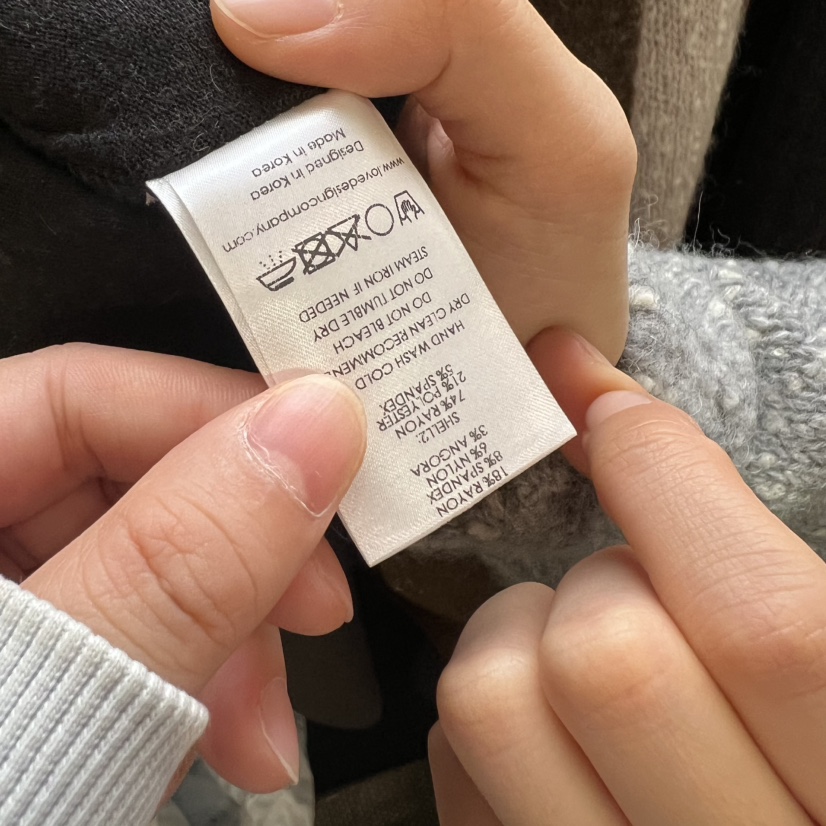 18% RAYON
8% SPANDEX
6% NYLON
3% ANGORA
SHELL2:
74% RAYON
21% POLYESTER
5% SPANDEX
HAND WASH COLD
DRY CLEAN RECOMMEN
DO NOT BLEACH
DO NOT TUMBLE DRY
STEAM IRON IF NEEDED
www.lovedesigncompany.com
Designed in Korea
Made in Korea